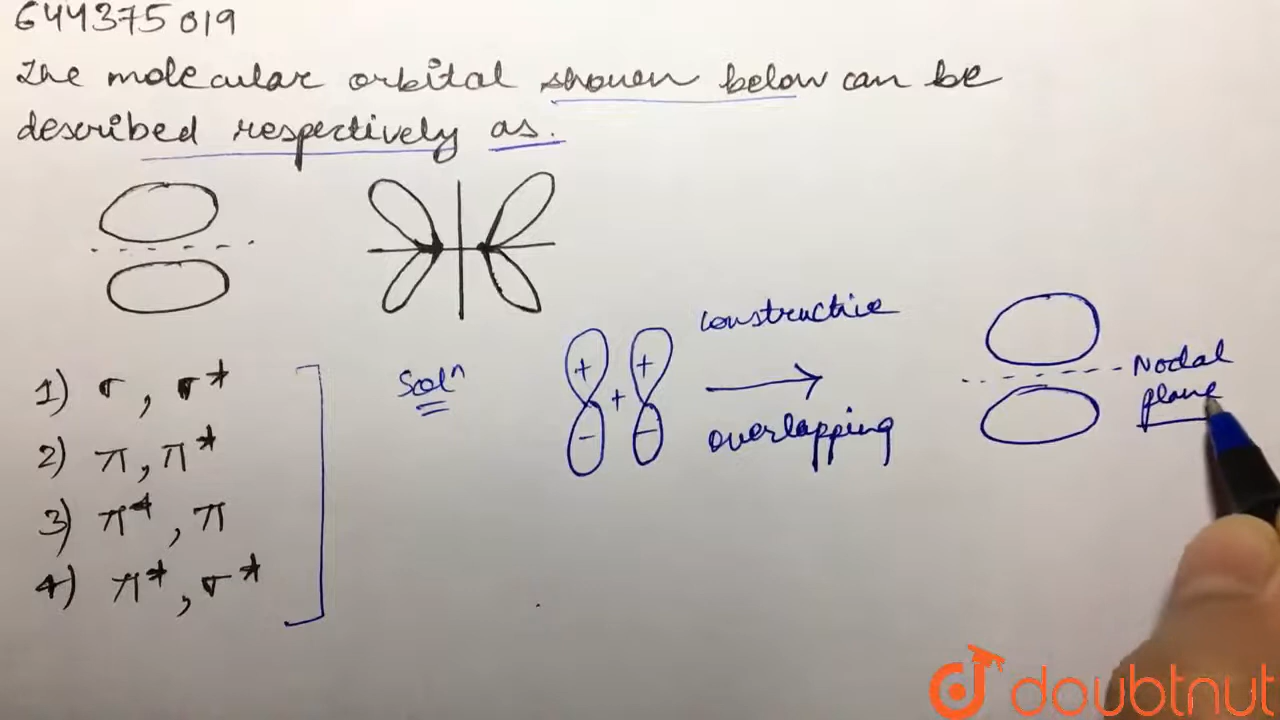 644375019
The molecular orbital shown below can be
described respectively as.
1) σ, σ*
2) π, π*
3) π*, π
4) π*, σ*
Solⁿ
+ + +
- -
constructive
overlapping
Nodal
plane
doubtnut